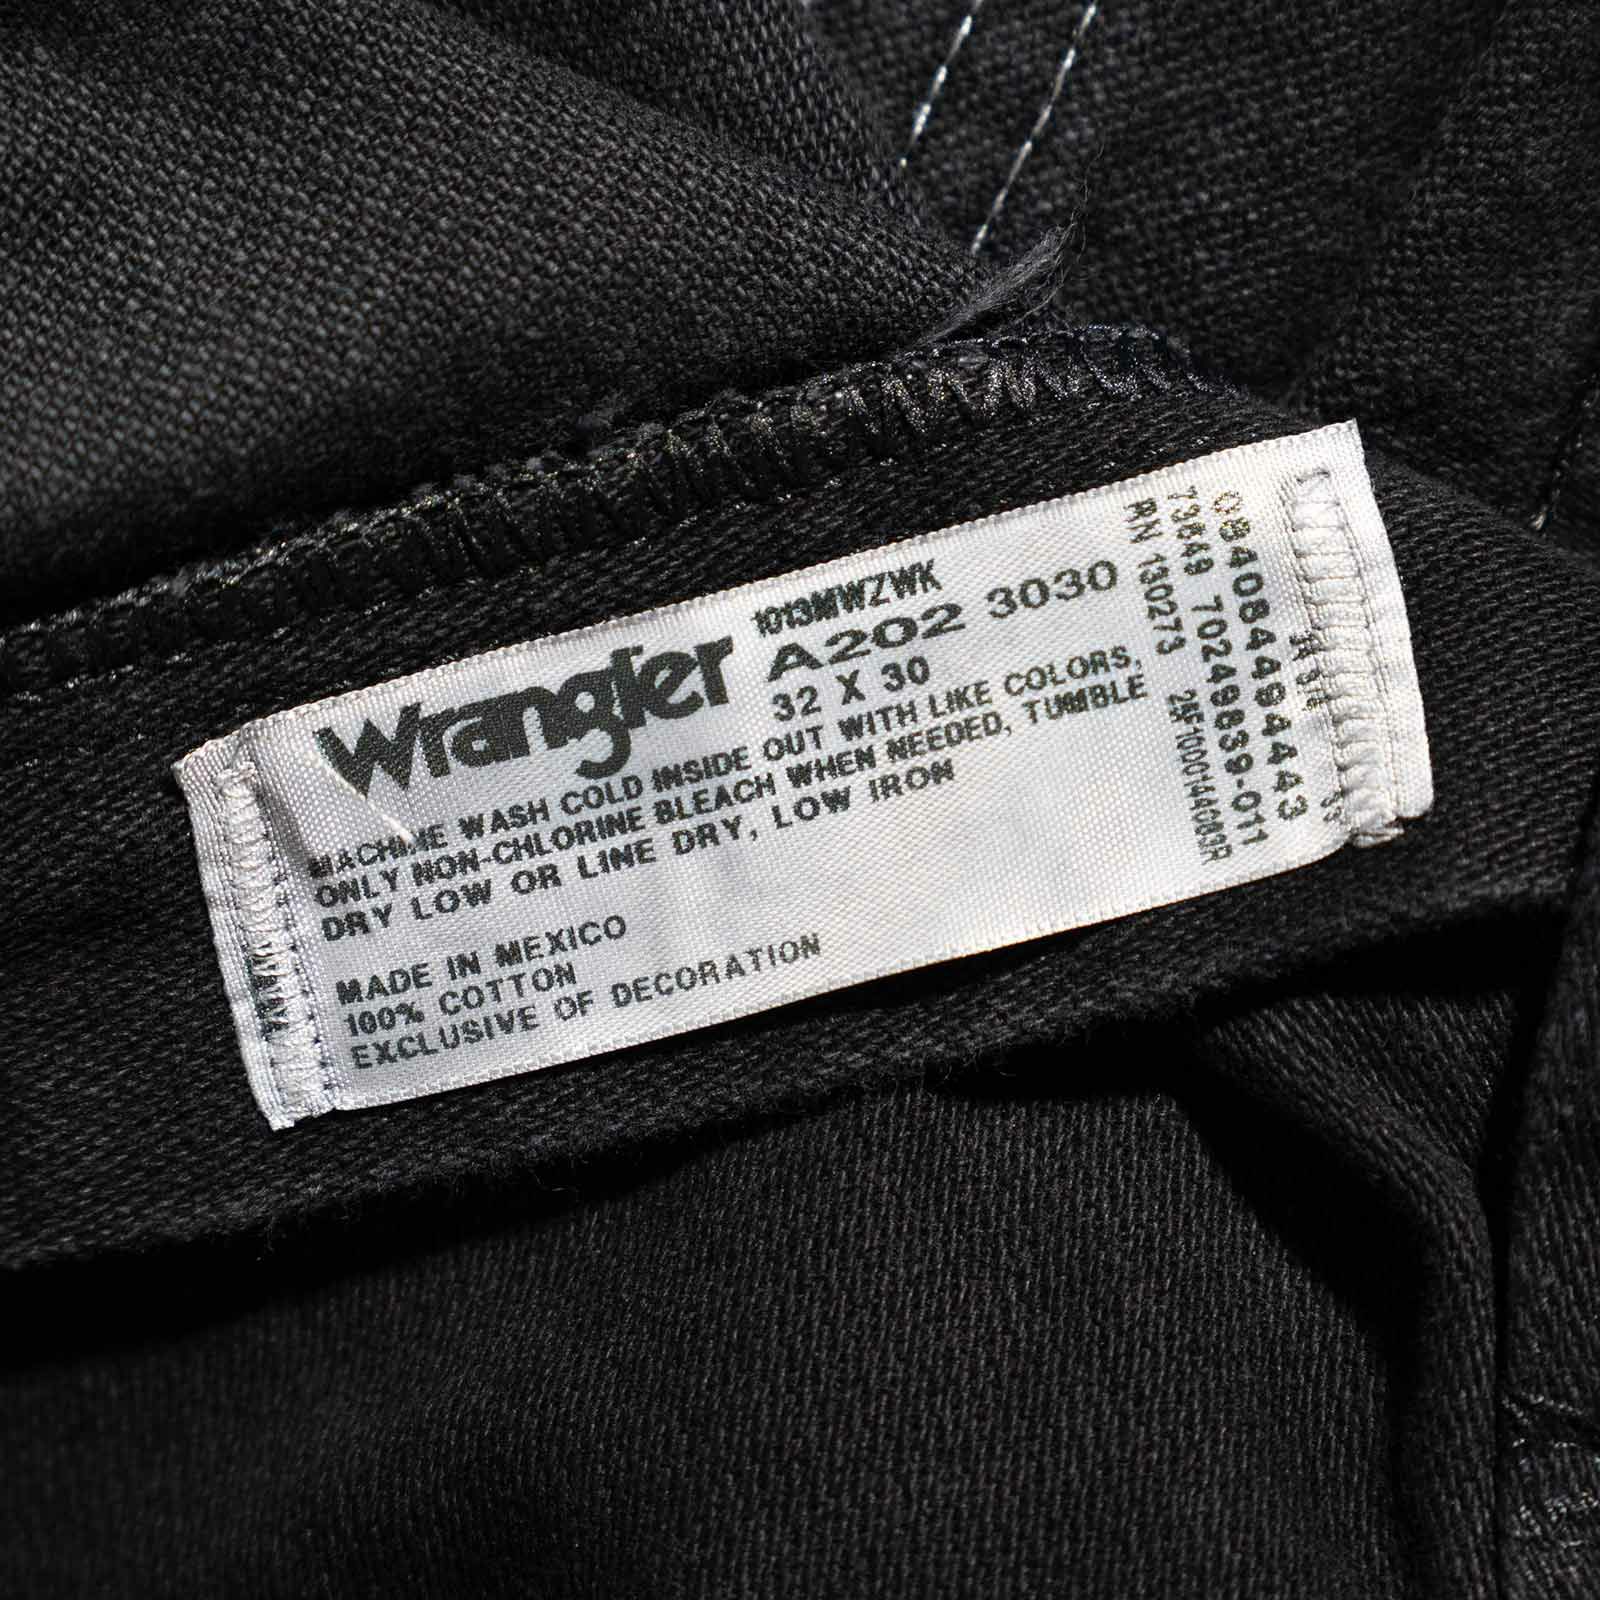 Wrangler
1013MWZWK
A202 3030
32 X 30
MACHINE WASH COLD INSIDE OUT WITH LIKE COLORS,
ONLY NON-CHLORINE BLEACH WHEN NEEDED, TUMBLE
DRY LOW OR LINE DRY, LOW IRON
MADE IN MEXICO
100% COTTON
EXCLUSIVE OF DECORATION
084084494443
73649 70249839-011
RN 130273